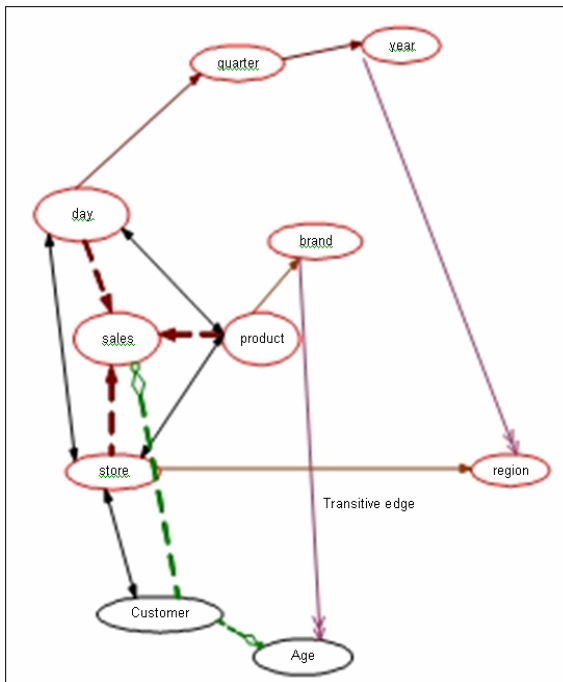 year
quarter
day
brand
sales
product
store
region
Transitive edge
Customer
Age